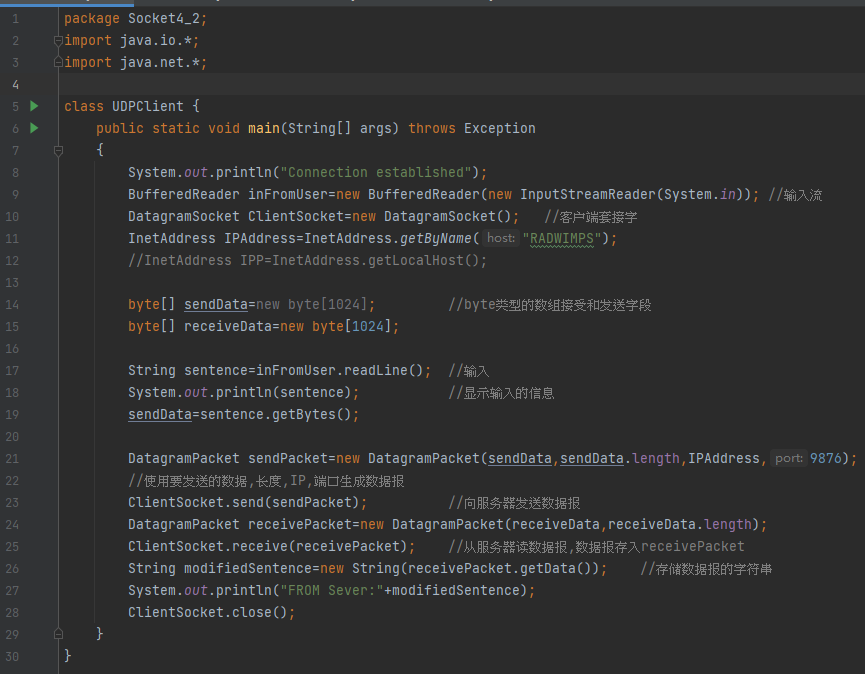 1 package Socket4_2;
2 import java.io.*;
3 import java.net.*;
4
5 class UDPClient {
6 public static void main(String[] args) throws Exception
7 {
8 System.out.println("Connection established");
9 BufferedReader inFromUser=new BufferedReader(new InputStreamReader(System.in)); //输入流
10 DatagramSocket ClientSocket=new DatagramSocket(); //客户端套接字
11 InetAddress IPAddress=InetAddress.getByName( host: "RADWIMPS");
12 //InetAddress IPP=InetAddress.getLocalHost();
13
14 byte[] sendData=new byte[1024]; //byte类型的数组接受和发送字段
15 byte[] receiveData=new byte[1024];
16
17 String sentence=inFromUser.readLine(); //输入
18 System.out.println(sentence); //显示输入的信息
19 sendData=sentence.getBytes();
20
21 DatagramPacket sendPacket=new DatagramPacket(sendData,sendData.length,IPAddress, port: 9876);
22 //使用要发送的数据,长度,IP,端口生成数据报
23 ClientSocket.send(sendPacket); //向服务器发送数据报
24 DatagramPacket receivePacket=new DatagramPacket(receiveData,receiveData.length);
25 ClientSocket.receive(receivePacket); //从服务器读数据报,数据报存入receivePacket
26 String modifiedSentence=new String(receivePacket.getData()); //存储数据报的字符串
27 System.out.println("FROM Sever:"+modifiedSentence);
28 ClientSocket.close();
29 }
30 }